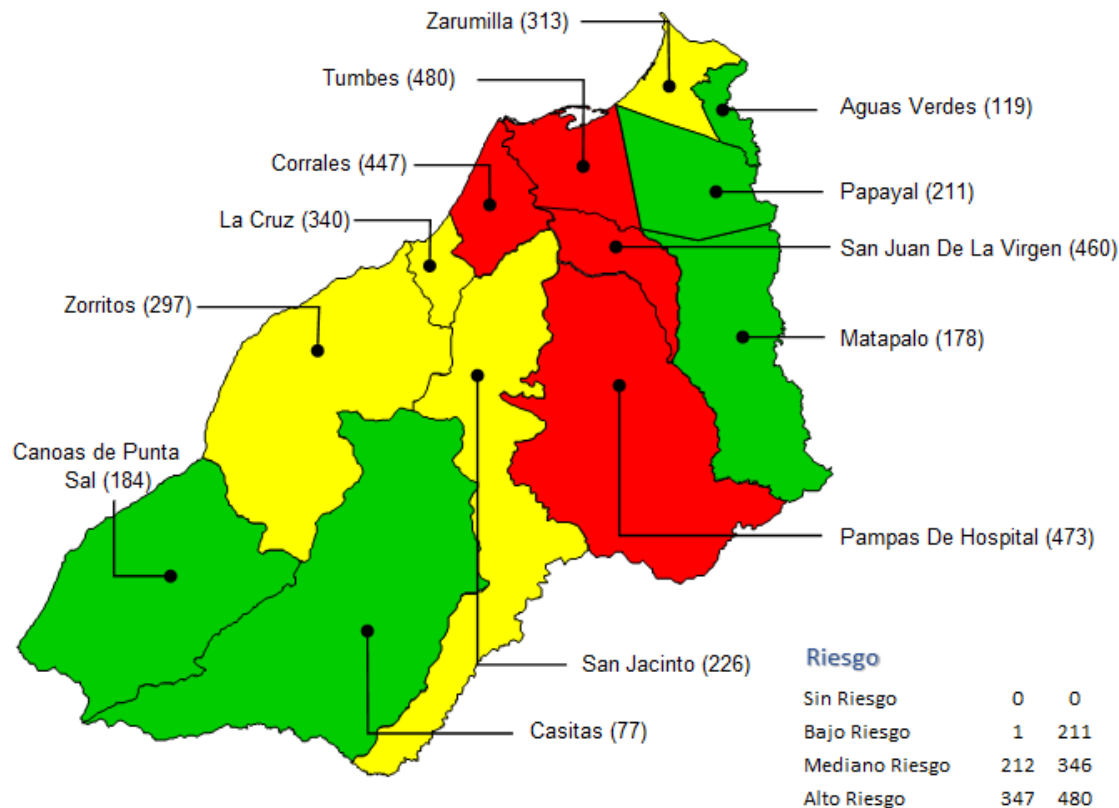 Zarumilla (313)
Tumbes (480)
Aguas Verdes (119)
Corrales (447)
Papayal (211)
La Cruz (340)
San Juan De La Virgen (460)
Zorritos (297)
Matapalo (178)
Canoas de Punta
Sal (184)
Pampas De Hospital (473)
San Jacinto (226)
Casitas (77)
Riesgo
Sin Riesgo 0 0
Bajo Riesgo 1 211
Mediano Riesgo 212 346
Alto Riesgo 347 480